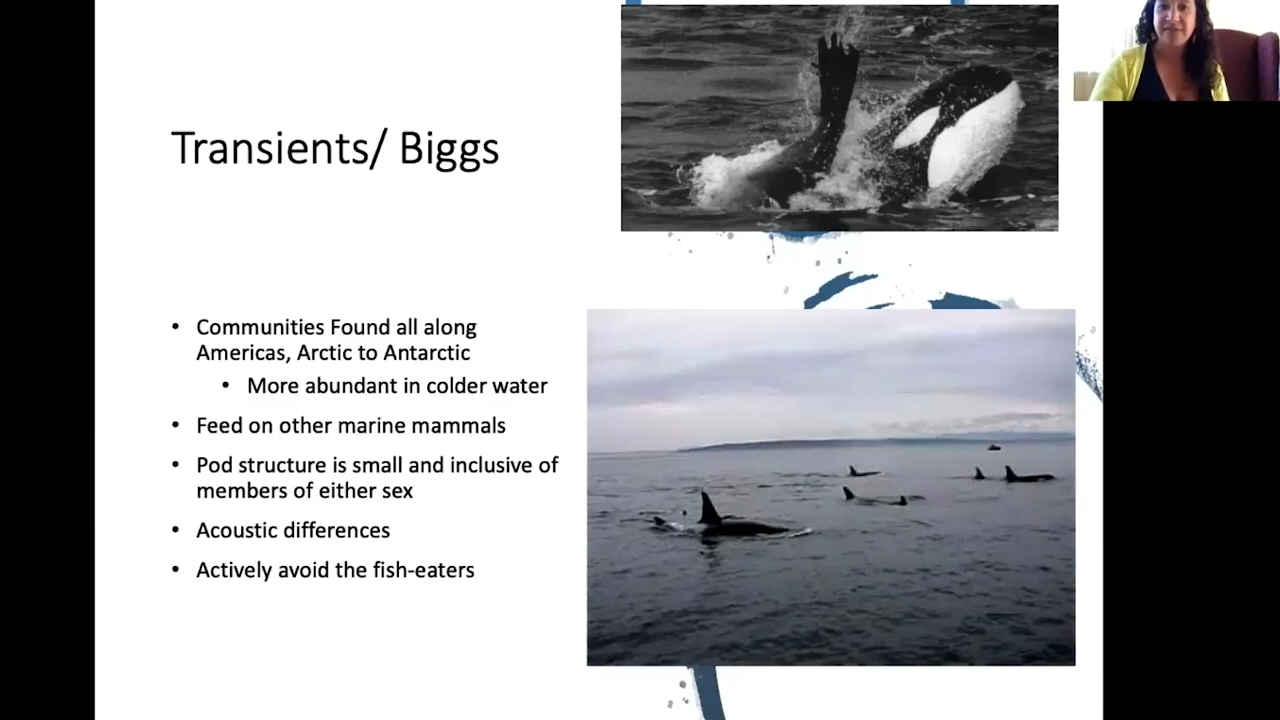 Transients/ Biggs
• Communities Found all along
Americas, Arctic to Antarctic
• More abundant in colder water
• Feed on other marine mammals
• Pod structure is small and inclusive of
members of either sex
• Acoustic differences
• Actively avoid the fish-eaters